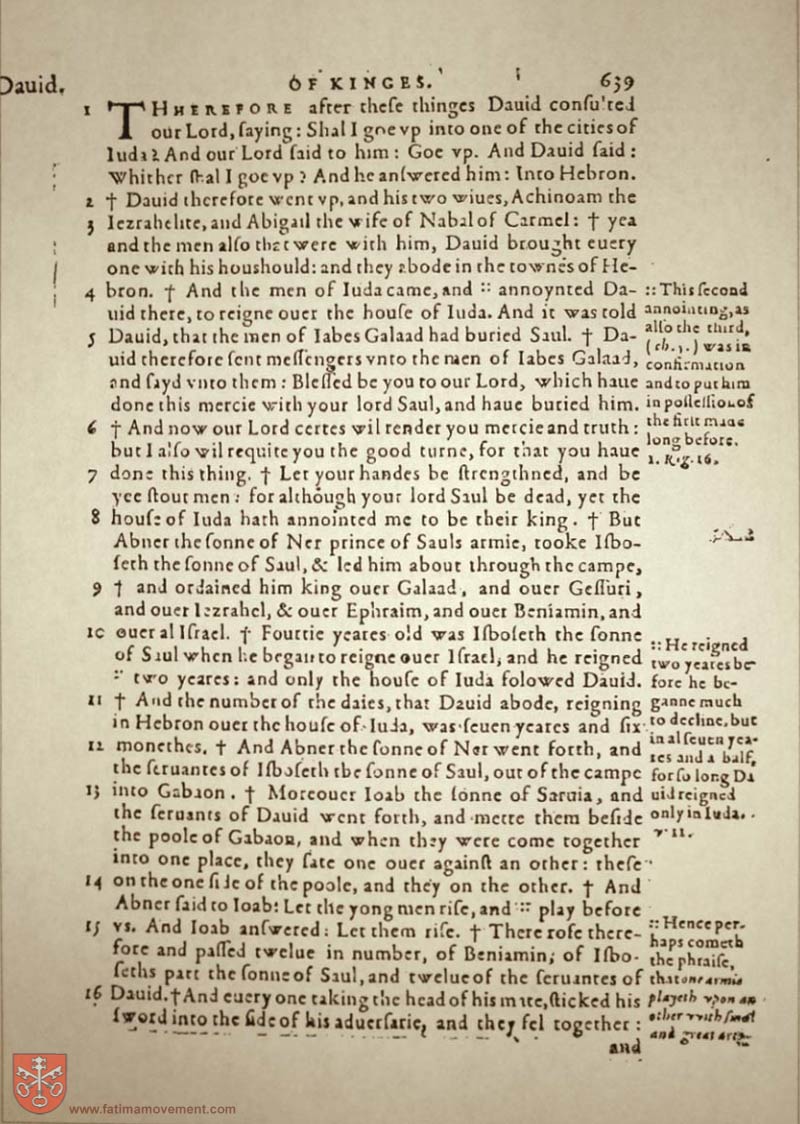 Dauid.
OF KINGES.
639
1 THHEREFORE after theſe thinges Dauid conſulted
our Lord, ſaying: Shal I goe vp into one of the cities of
Iuda? And our Lord ſaid to him: Goe vp. And Dauid ſaid:
Whither ſhal I goe vp? And he anſwered him: Into Hebron.
2 † Dauid therefore went vp, and his two wiues, Achinoam the
3 Iezrahelite, and Abigail the wife of Nabal of Carmel: † yea
and the men alſo that were with him, Dauid brought euery
one with his houshould: and they abode in the townes of He-
4 bron. † And the men of Iuda came, and :: annoynted Da-
uid there, to reigne ouer the houſe of Iuda. And it was told
5 Dauid, that the men of Iabes Galaad had buried Saul. † Da-
uid therefore ſent meſſengers vnto the men of Iabes Galaad,
and ſayd vnto them: Bleſſed be you to our Lord, which haue
done this mercie with your lord Saul, and haue buried him.
6 † And now our Lord certes wil render you mercie and truth:
but I alſo wil requite you the good turne, for that you haue
7 done this thing. † Let your handes be ſtrengthned, and be
yee ſtout men: for although your lord Saul be dead, yet the
8 houſe of Iuda hath annointed me to be their king. † But
Abner the ſonne of Ner prince of Sauls armie, tooke Iſbo-
ſeth the ſonne of Saul, & led him about through the campe,
9 † and ordained him king ouer Galaad, and ouer Geſſuri,
and ouer Iezrahel, & ouer Ephraim, and ouer Beniamin, and
10 ouer al Iſrael. † Fourtie yeares old was Iſboſeth the ſonne
of Saul when he began to reigne ouer Iſrael, and he reigned
:: two yeares: and only the houſe of Iuda folowed Dauid.
11 † And the number of the daies, that Dauid abode, reigning
in Hebron ouer the houſe of Iuda, was ſeuen yeares and ſix
12 monethes. † And Abner the ſonne of Ner went forth, and
the ſeruantes of Iſboſeth the ſonne of Saul, out of the campe
13 into Gabaon. † Moreouer Ioab the ſonne of Saruia, and
the ſeruants of Dauid went forth, and mette them beſide
the poole of Gabaon, and when they were come together
into one place, they ſate one ouer againſt an other: theſe
14 on the one ſide of the poole, and they on the other. † And
Abner ſaid to Ioab: Let the yong men riſe, and :: play before
15 vs. And Ioab anſwered: Let them riſe. † There roſe there-
fore and paſſed twelue in number, of Beniamin, of Iſbo-
ſeths part the ſonne of Saul, and twelue of the ſeruantes of
16 Dauid. † And euery one taking the head of his mate, ſticked his
ſword into the ſide of his aduerſarie, and they fel together:
and
:: This ſecond
annointing, as
alſo the third,
(ch. .) was in
confirmation
and to put him
in poſſeſſion of
the firſt made
long before.
1. Reg. 16.
:: He reigned
two yeares be-
fore he be-
ganne much
to decline, but
in al ſeuen yea-
res and a half,
for ſo long Da
uid reigned
only in Iuda.
v. 11.
:: Hence per-
haps cometh
the phraiſe,
that one armie
playeth vpon an
other with ſmal
and great
www.fatimamovement.com